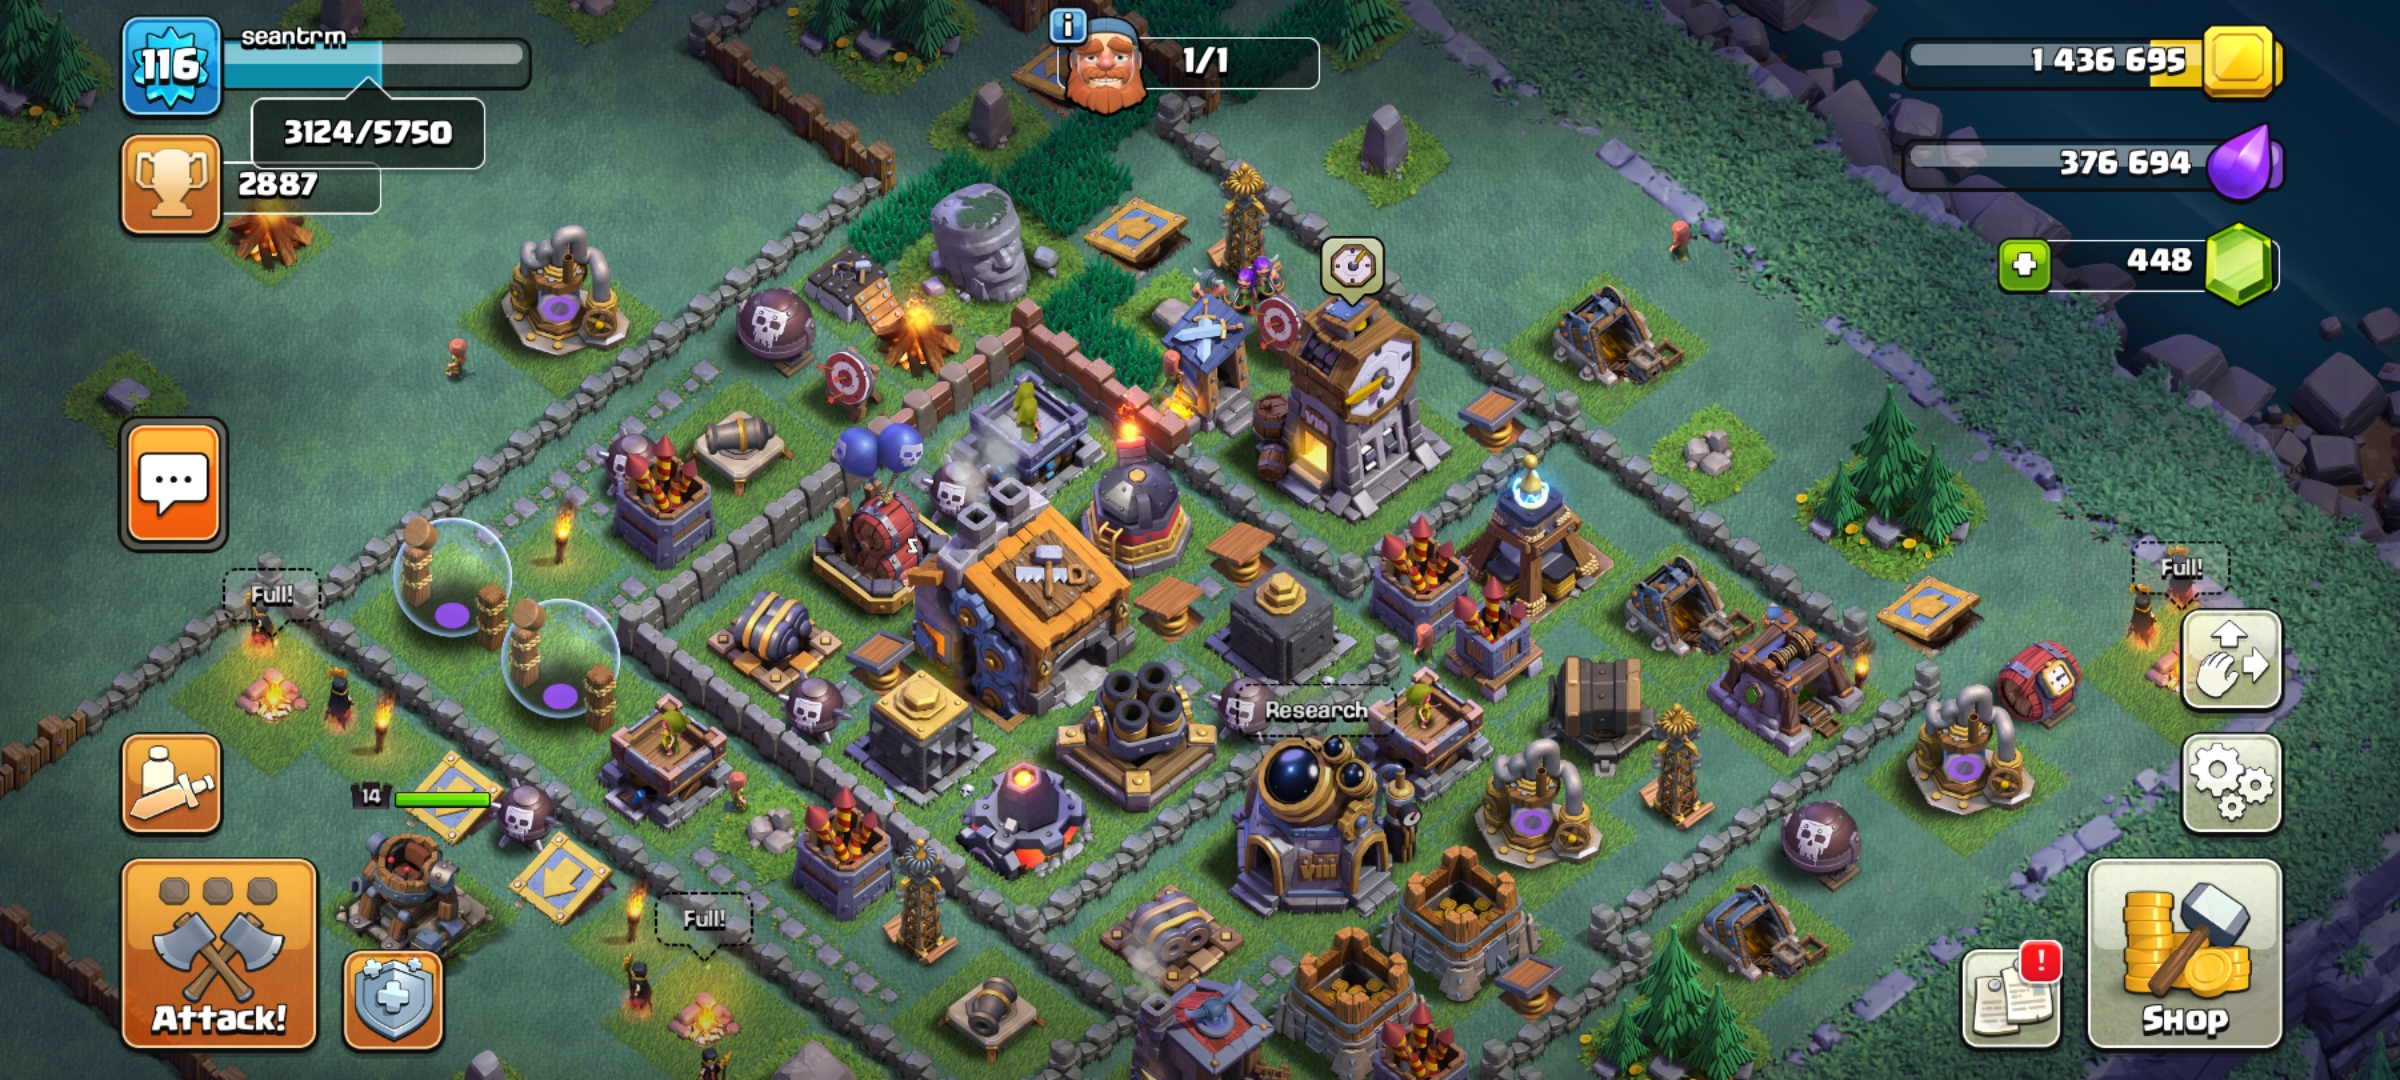 116
seantrm
3124/5750
2887
1/1
1 436 695
376 694
448
Full!
Full!
Research
14
VIII
Full!
Attack!
!
Shop